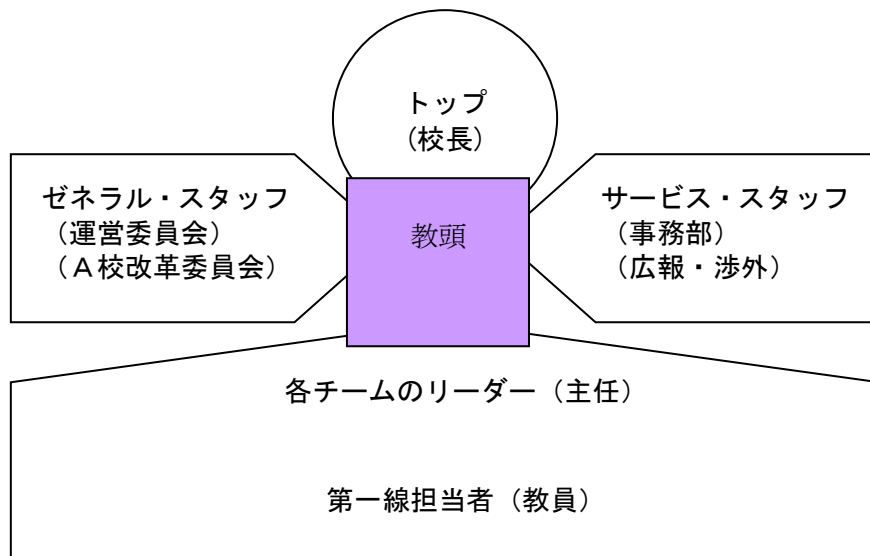 トップ
（校長）
ゼネラル・スタッフ
（運営委員会）
（Ａ校改革委員会）
教頭
サービス・スタッフ
（事務部）
（広報・渉外）
各チームのリーダー（主任）
第一線担当者（教員）